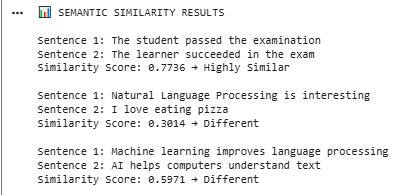 ... 📊 SEMANTIC SIMILARITY RESULTS
Sentence 1: The student passed the examination
Sentence 2: The learner succeeded in the exam
Similarity Score: 0.7736 → Highly Similar
Sentence 1: Natural Language Processing is interesting
Sentence 2: I love eating pizza
Similarity Score: 0.3014 → Different
Sentence 1: Machine learning improves language processing
Sentence 2: AI helps computers understand text
Similarity Score: 0.5971 → Different